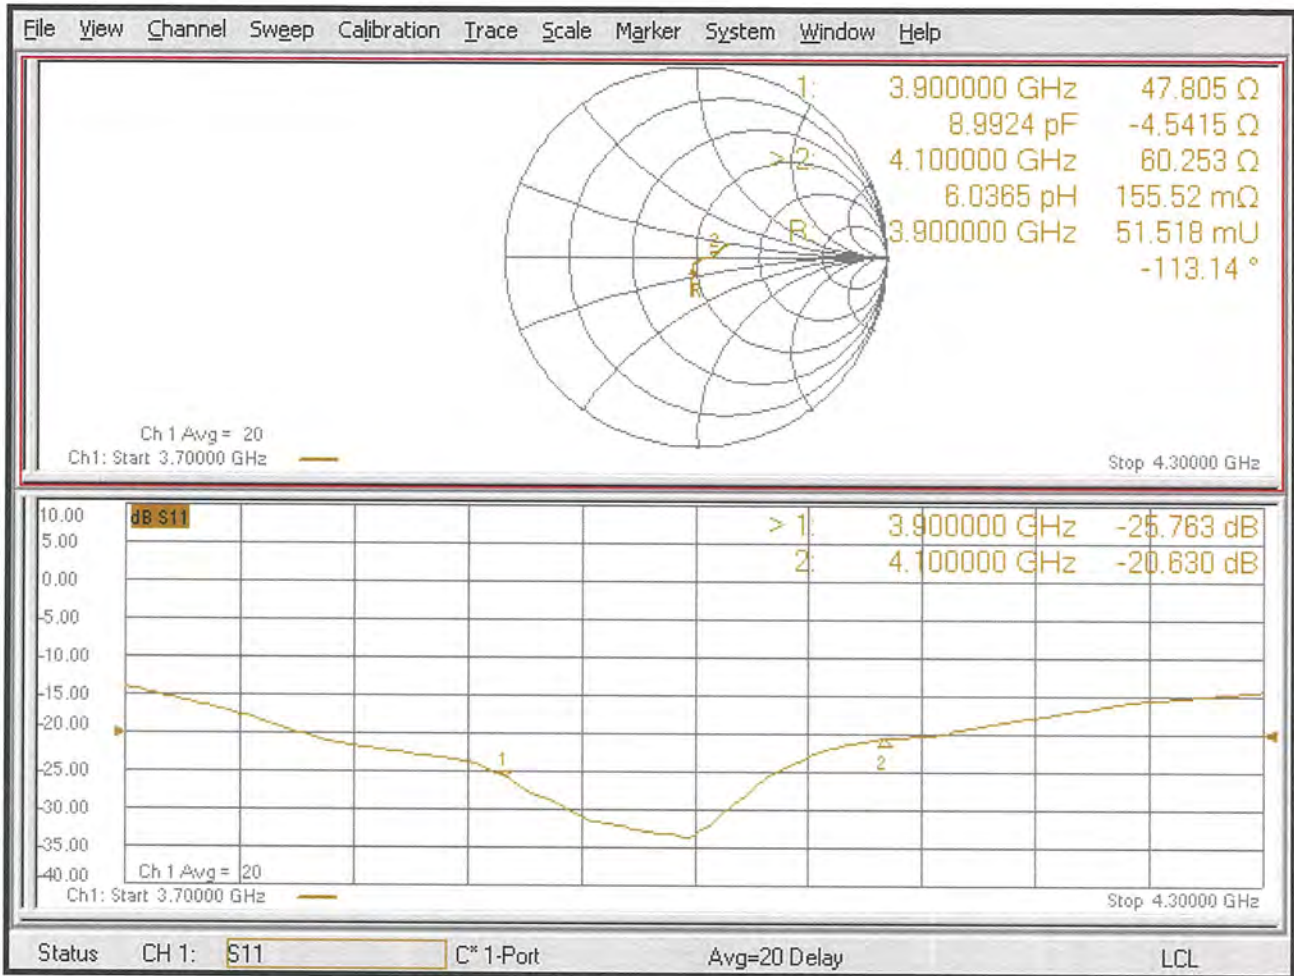 File View Channel Sweep Calibration Trace Scale Marker System Window Help
1: 3.900000 GHz 47.805 Ω
8.9924 pF -4.5415 Ω
> 2: 4.100000 GHz 60.253 Ω
6.0365 pH 155.52 mΩ
R: 3.900000 GHz 51.518 mU
-113.14 °
R
Ch 1 Avg = 20
Ch1: Start 3.70000 GHz
Stop 4.30000 GHz
10.00
dB S11
> 1: 3.900000 GHz -25.763 dB
5.00
2: 4.100000 GHz -20.630 dB
0.00
-5.00
-10.00
-15.00
-20.00
1
2
-25.00
-30.00
-35.00
-40.00
Ch 1 Avg = 20
Ch1: Start 3.70000 GHz
Stop 4.30000 GHz
Status CH 1: S11 C* 1-Port Avg=20 Delay LCL